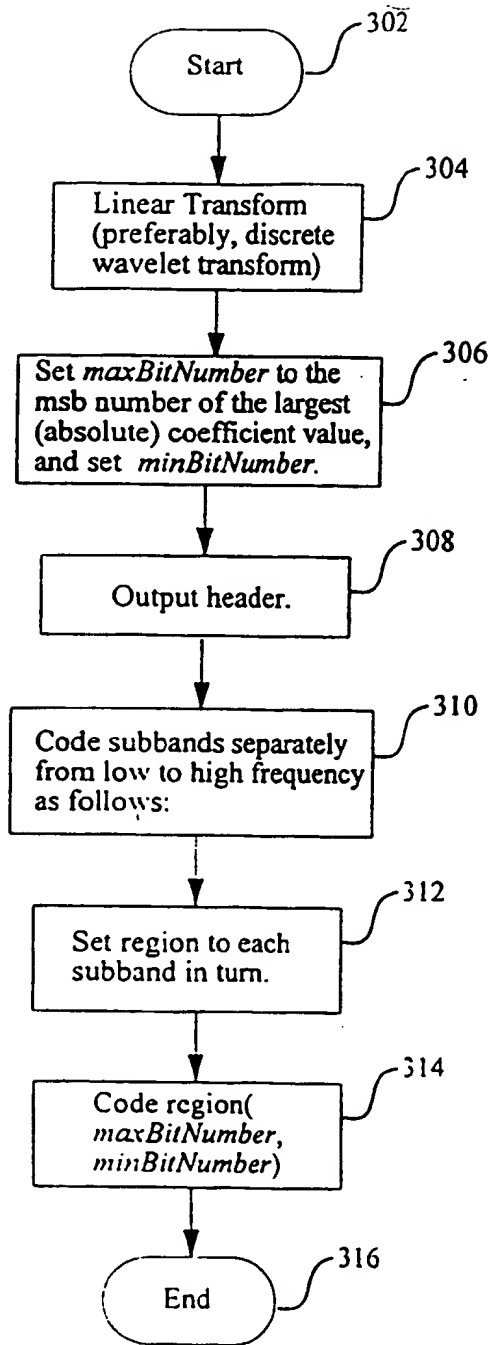 302
Start
304
Linear Transform
(preferably, discrete
wavelet transform)
306
Set maxBitNumber to the
msb number of the largest
(absolute) coefficient value,
and set minBitNumber.
308
Output header.
310
Code subbands separately
from low to high frequency
as follows:
312
Set region to each
subband in turn.
314
Code region(
maxBitNumber,
minBitNumber)
316
End